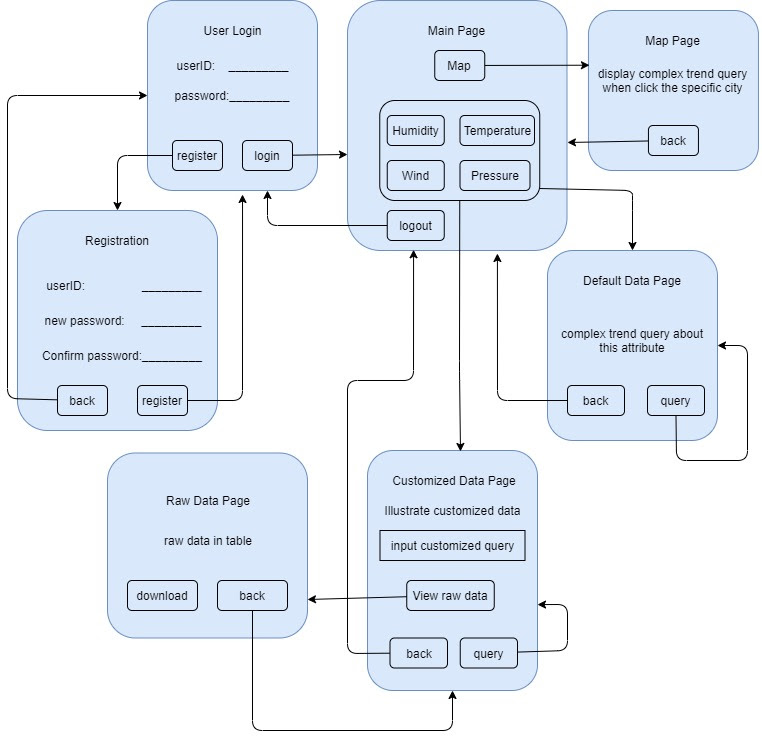 User Login
userID: _________
password:_________
register
login
Main Page
Map
Humidity
Temperature
Wind
Pressure
logout
Map Page
display complex trend query
when click the specific city
back
Registration
userID: _________
new password: _________
Confirm password:_________
back
register
Default Data Page
complex trend query about
this attribute
back
query
Raw Data Page
raw data in table
download
back
Customized Data Page
Illustrate customized data
input customized query
View raw data
back
query